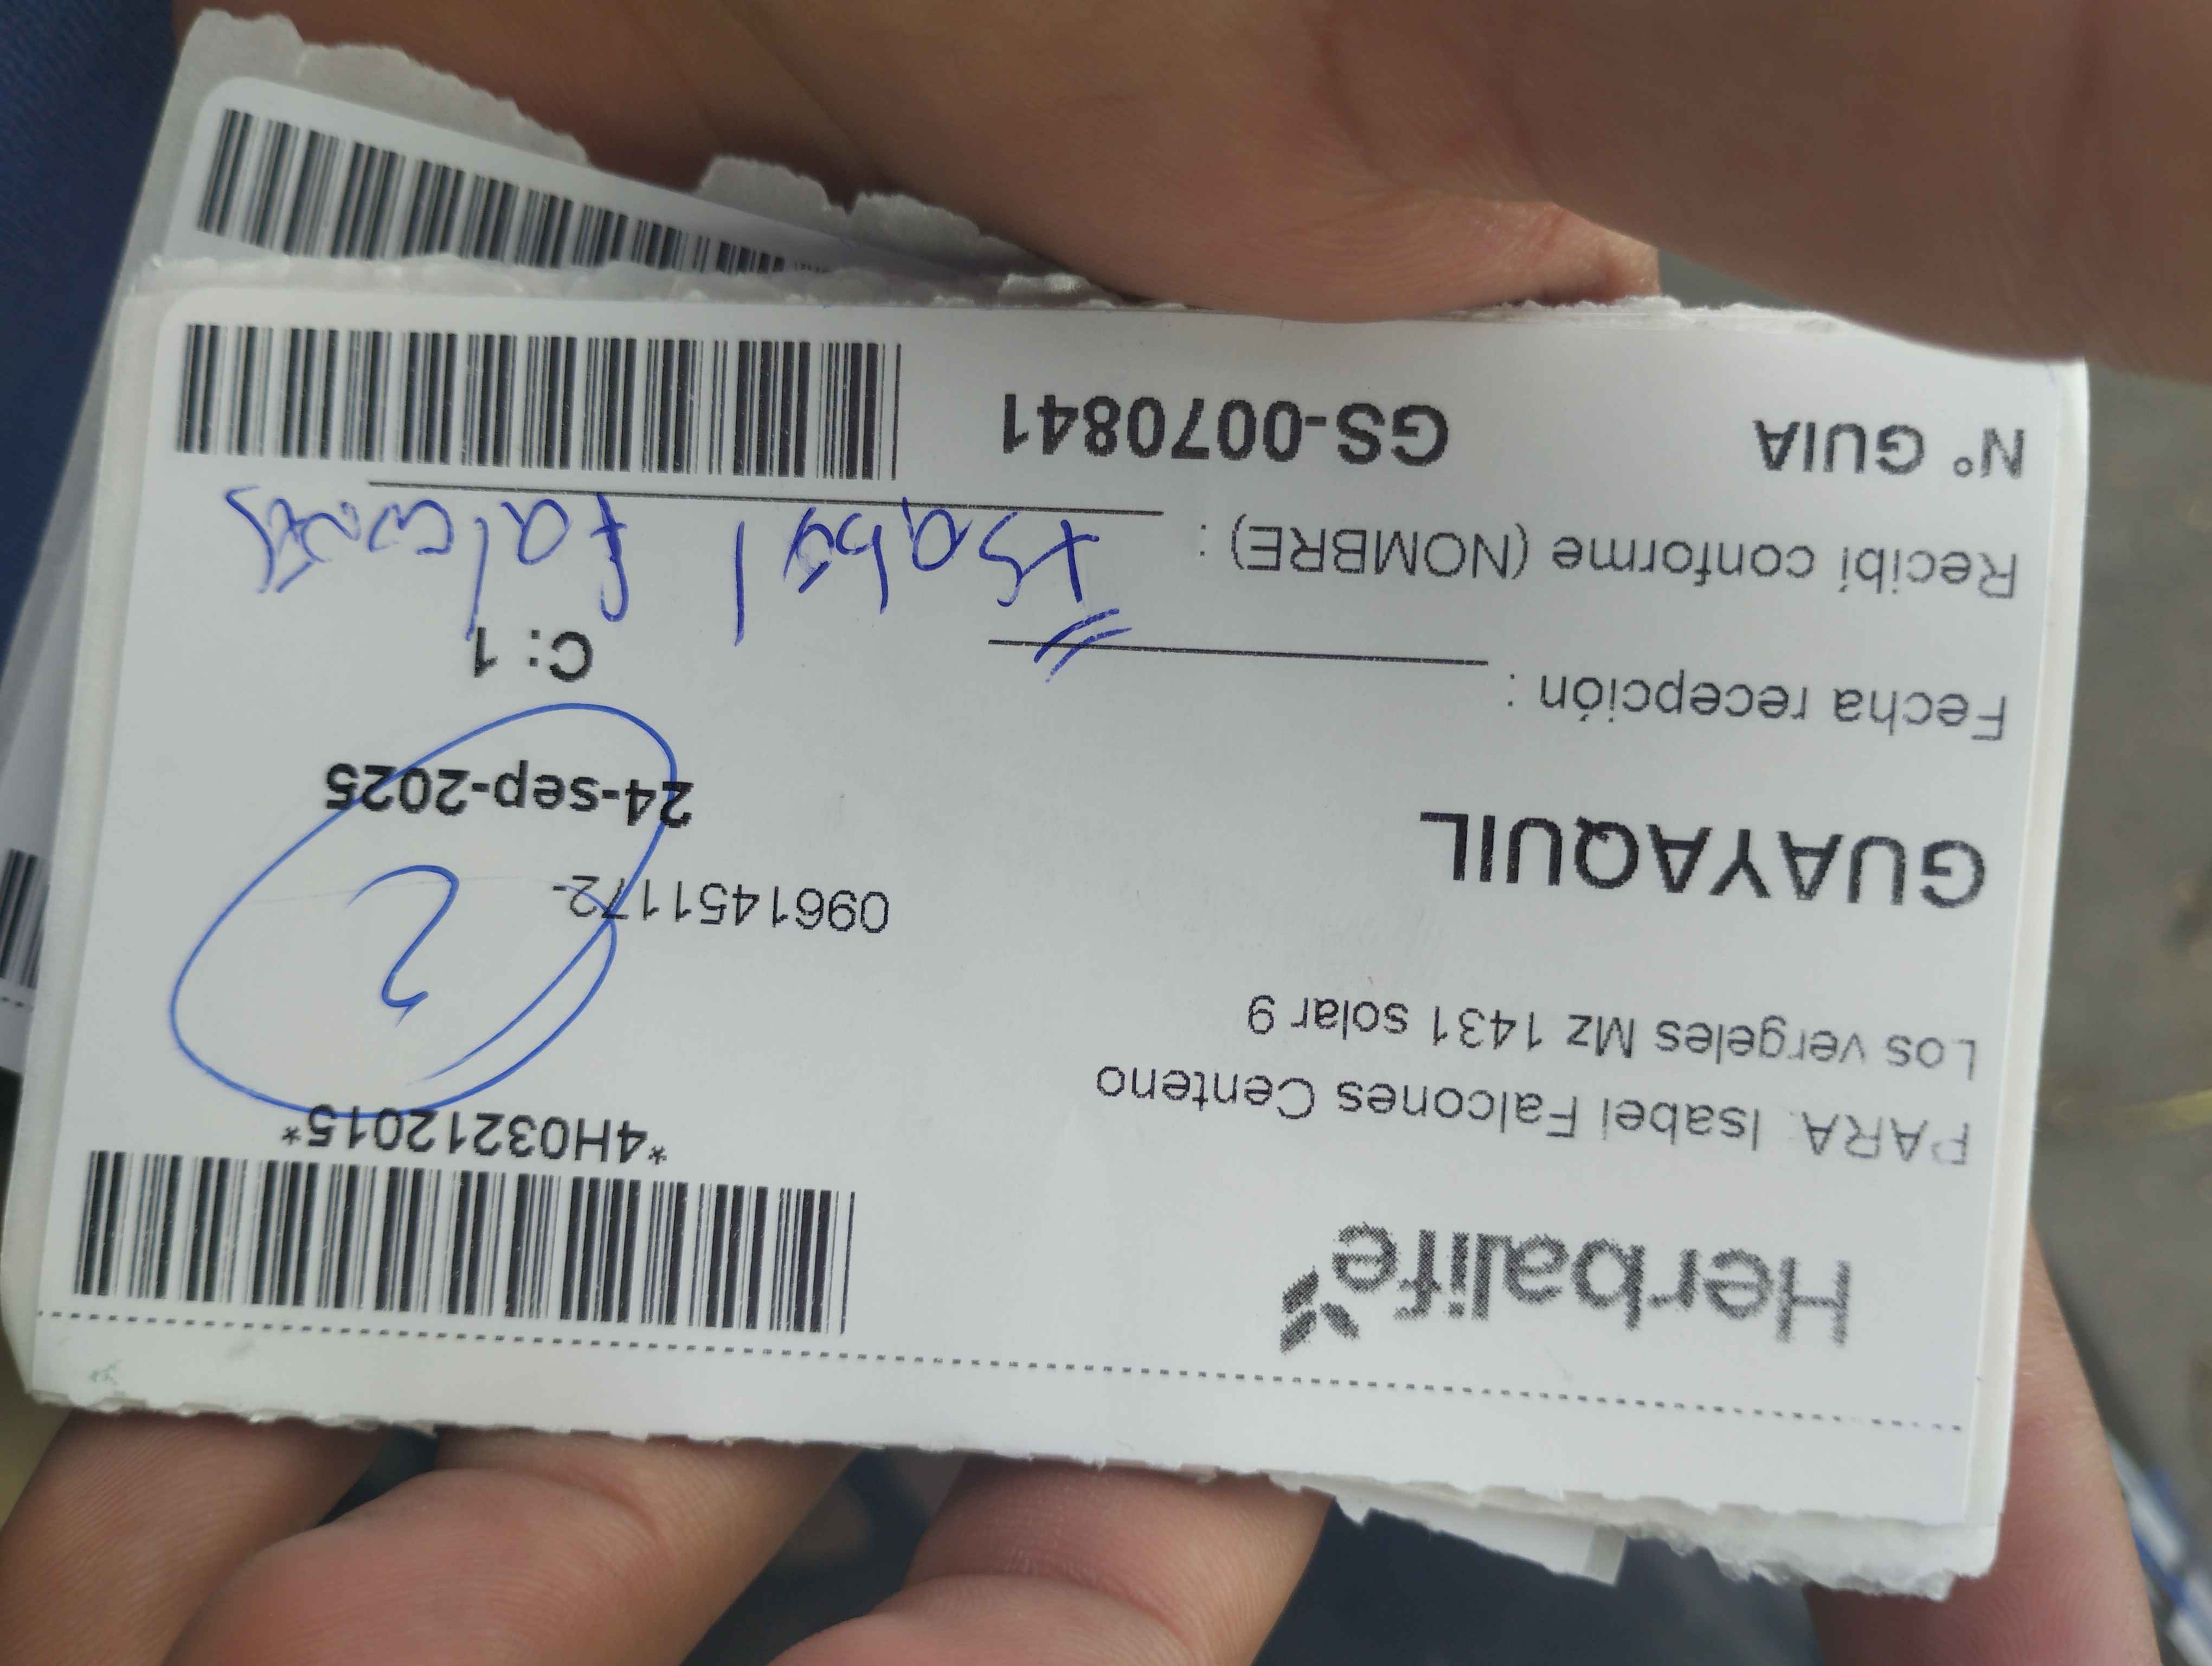 Herbalife
*4H03212015*
PARA: Isabel Falcones Centeno
Los vergeles Mz 1431 solar 9
0961451172-
2
GUAYAQUIL
24-sep-2025
Fecha recepción :
C: 1
Recibí conforme (NOMBRE) : Isabel falcones
N° GUIA GS-0070841